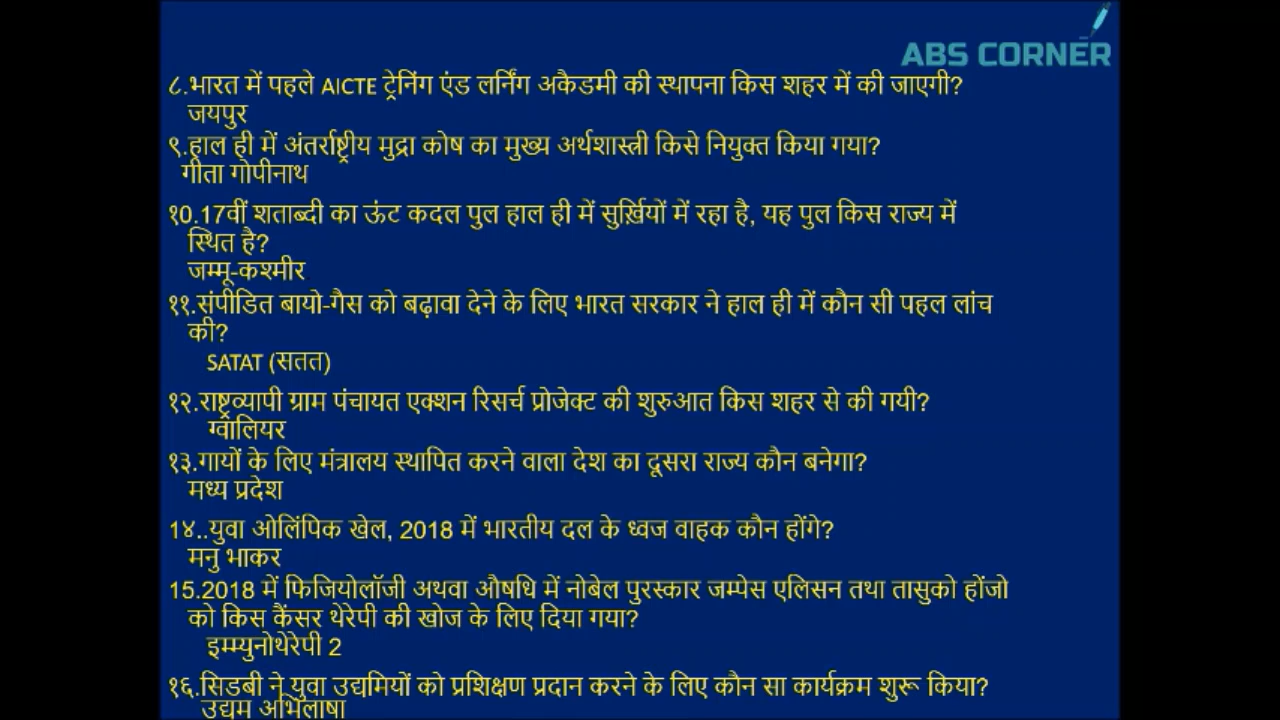 ABS CORNER
८.भारत में पहले AICTE ट्रेनिंग एंड लर्निंग अकैडमी की स्थापना किस शहर में की जाएगी?
जयपुर
९.हाल ही में अंतर्राष्ट्रीय मुद्रा कोष का मुख्य अर्थशास्त्री किसे नियुक्त किया गया?
गीता गोपीनाथ
१0.17वीं शताब्दी का ऊंट कदल पुल हाल ही में सुर्ख़ियों में रहा है, यह पुल किस राज्य में
स्थित है?
जम्मू-कश्मीर
११.संपीडित बायो-गैस को बढ़ावा देने के लिए भारत सरकार ने हाल ही में कौन सी पहल लांच
की?
SATAT (सतत)
१२.राष्ट्रव्यापी ग्राम पंचायत एक्शन रिसर्च प्रोजेक्ट की शुरुआत किस शहर से की गयी?
ग्वालियर
१३.गायों के लिए मंत्रालय स्थापित करने वाला देश का दूसरा राज्य कौन बनेगा?
मध्य प्रदेश
1४..युवा ओलिंपिक खेल, 2018 में भारतीय दल के ध्वज वाहक कौन होंगे?
मनु भाकर
15.2018 में फिजियोलॉजी अथवा औषधि में नोबेल पुरस्कार जम्पेस एलिसन तथा तासुको होंजो
को किस कैंसर थेरेपी की खोज के लिए दिया गया?
इम्म्युनोथेरेपी 2
१६.सिडबी ने युवा उद्यमियों को प्रशिक्षण प्रदान करने के लिए कौन सा कार्यक्रम शुरू किया?
उद्यम अभिलाषा